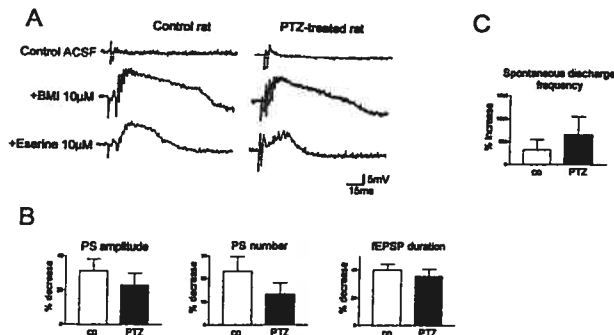 A
Control rat
PTZ-treated rat
C
Control ACSF
+BMI 10µM
+Eserine 10µM
5mV
15ms
Spontaneous discharge
frequency
% increase
co
PTZ
B
PS amplitude
% decrease
co
PTZ
PS number
% decrease
co
PTZ
fEPSP duration
% decrease
co
PTZ